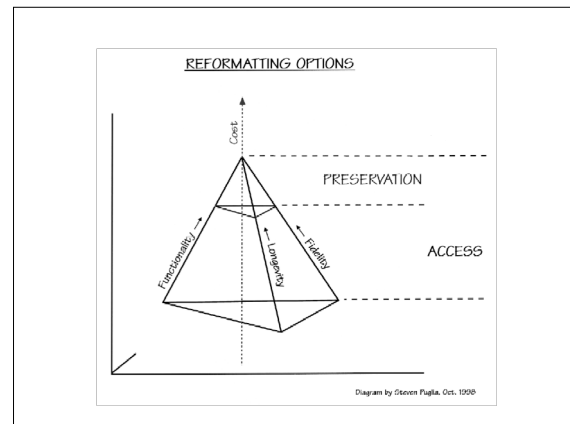 REFORMATTING OPTIONS
Cost
PRESERVATION
Functionality
Longevity
Fidelity
ACCESS
Diagram by Steven Puglia, Oct. 1998